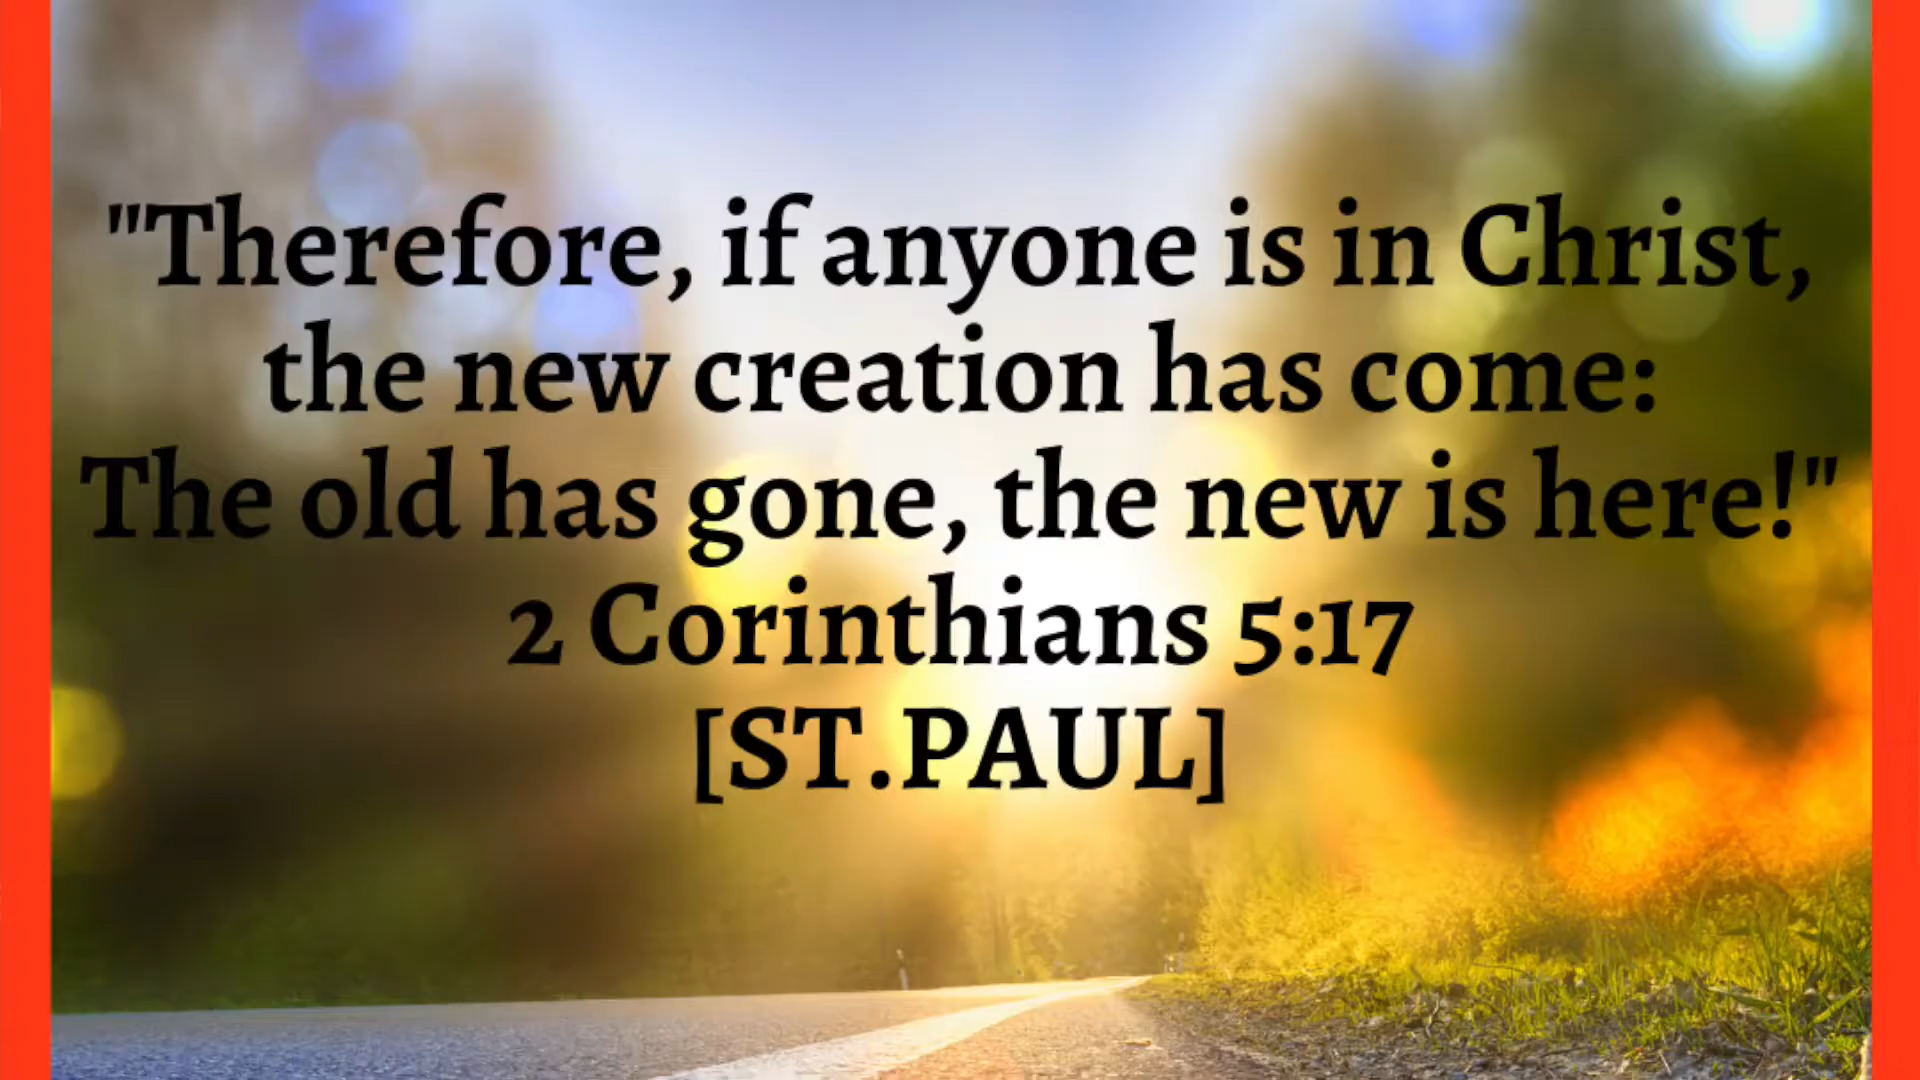 "Therefore, if anyone is in Christ,
the new creation has come:
The old has gone, the new is here!"
2 Corinthians 5:17
[ST.PAUL]